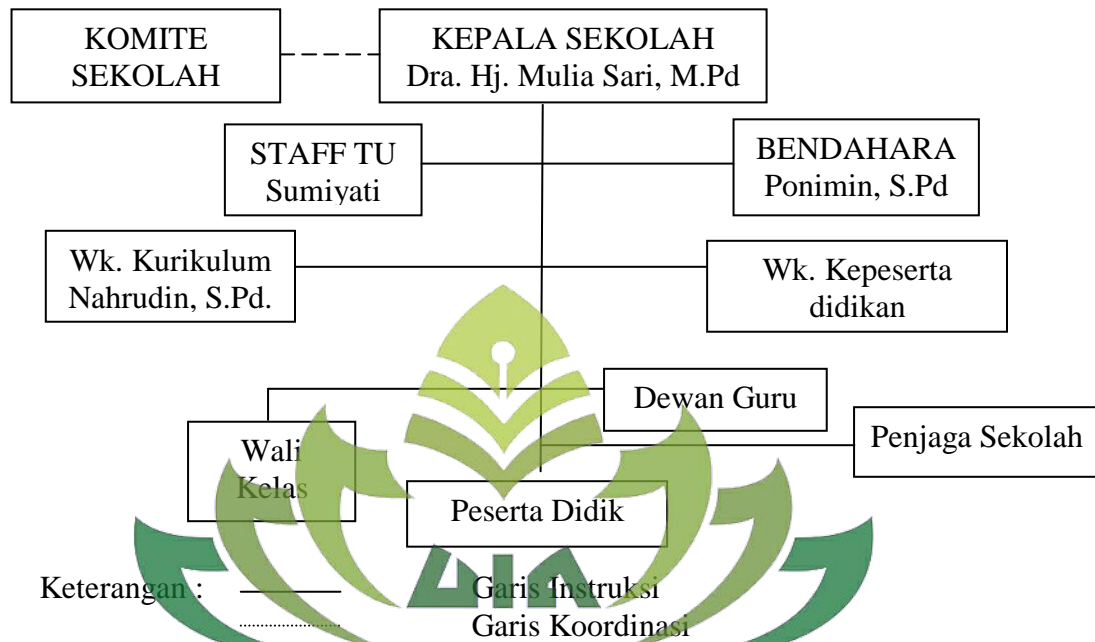 KOMITE
SEKOLAH
KEPALA SEKOLAH
Dra. Hj. Mulia Sari, M.Pd
STAFF TU
Sumiyati
BENDAHARA
Ponimin, S.Pd
Wk. Kurikulum
Nahrudin, S.Pd.
Wk. Kepeserta
didikan
Dewan Guru
Wali
Kelas
Penjaga Sekolah
Peserta Didik
Keterangan : Garis Instruksi
Garis Koordinasi